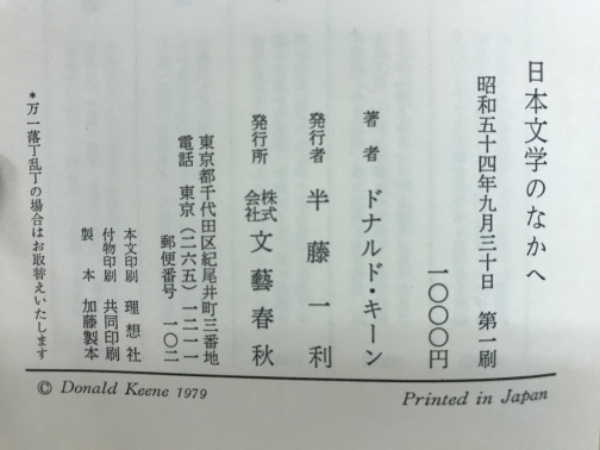 日本文学のなかへ
昭和五十四年九月三十日 第一刷
一〇〇〇円
著者 ドナルド・キーン
発行者 半藤一利
発行所 株式会社 文藝春秋
東京都千代田区紀尾井町三番地
電話 東京(二六五)一二一一
郵便番号 一〇二
本文印刷 理想社
付物印刷 共同印刷
製本 加藤製本
*万一落丁乱丁の場合はお取替えいたします
© Donald Keene 1979
Printed in Japan